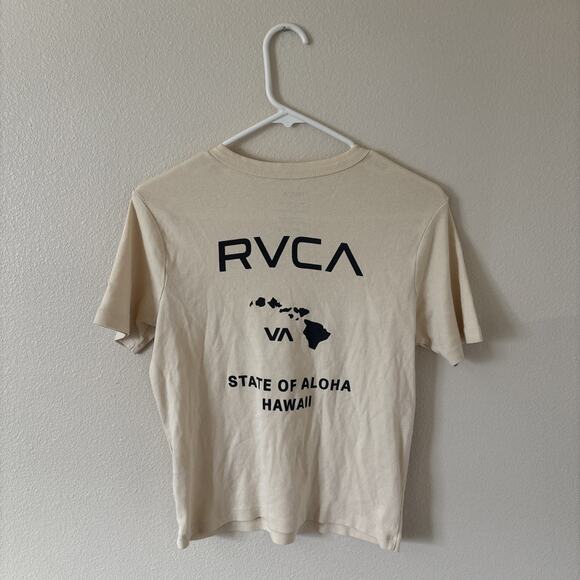 RVCA
VA
STATE OF ALOHA
HAWAII